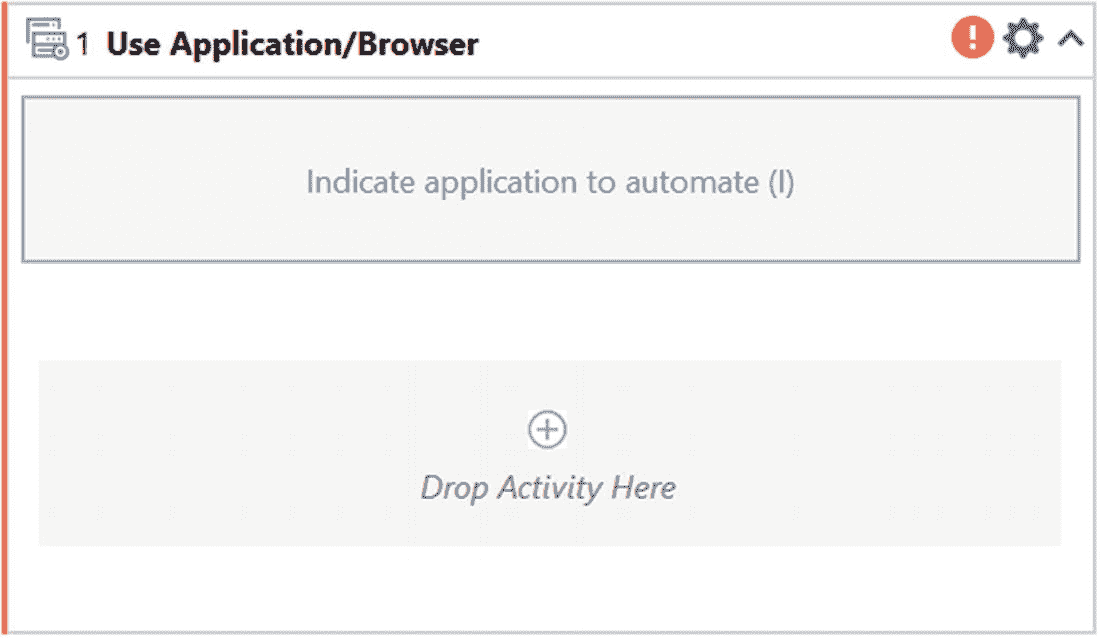 1 Use Application/Browser
Indicate application to automate (I)
Drop Activity Here